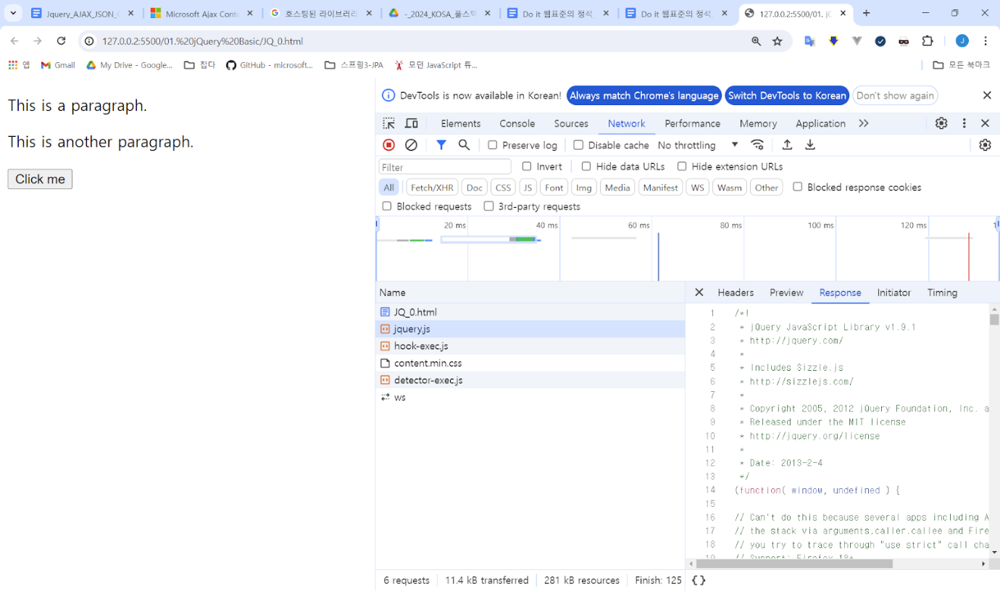 Jquery_AJAX_JSON_
Microsoft Ajax Conte
호스팅된 라이브러리
-_2024_KOSA_풀스택
Do it 웹표준의 정석_
Do it 웹표준의 정석_
127.0.0.2:5500/01. jQ
127.0.0.2:5500/01.%20jQuery%20Basic/JQ_0.html
J
앱
Gmail
My Drive - Google...
잡다
GitHub - microsoft...
스프링3-JPA
모던 JavaScript 튜...
모든 북마크
This is a paragraph.
This is another paragraph.
Click me
DevTools is now available in Korean!
Always match Chrome's language
Switch DevTools to Korean
Don't show again
Elements
Console
Sources
Network
Performance
Memory
Application
Preserve log
Disable cache
No throttling
Filter
Invert
Hide data URLs
Hide extension URLs
All
Fetch/XHR
Doc
CSS
JS
Font
Img
Media
Manifest
WS
Wasm
Other
Blocked response cookies
Blocked requests
3rd-party requests
20 ms
40 ms
60 ms
80 ms
100 ms
120 ms
Name
JQ_0.html
jquery.js
hook-exec.js
content.min.css
detector-exec.js
ws
Headers
Preview
Response
Initiator
Timing
1 /*!
2 * jQuery JavaScript Library v1.9.1
3 * http://jquery.com/
4 *
5 * Includes Sizzle.js
6 * http://sizzlejs.com/
7 *
8 * Copyright 2005, 2012 jQuery Foundation, Inc. a
9 * Released under the MIT license
10 * http://jquery.org/license
11 *
12 * Date: 2013-2-4
13 */
14 (function( window, undefined ) {
15
16 // Can't do this because several apps including A
17 // the stack via arguments.caller.callee and Fire
18 // you try to trace through "use strict" call cha
19 // Support: Firefox 18+
6 requests
11.4 kB transferred
281 kB resources
Finish: 125
{}